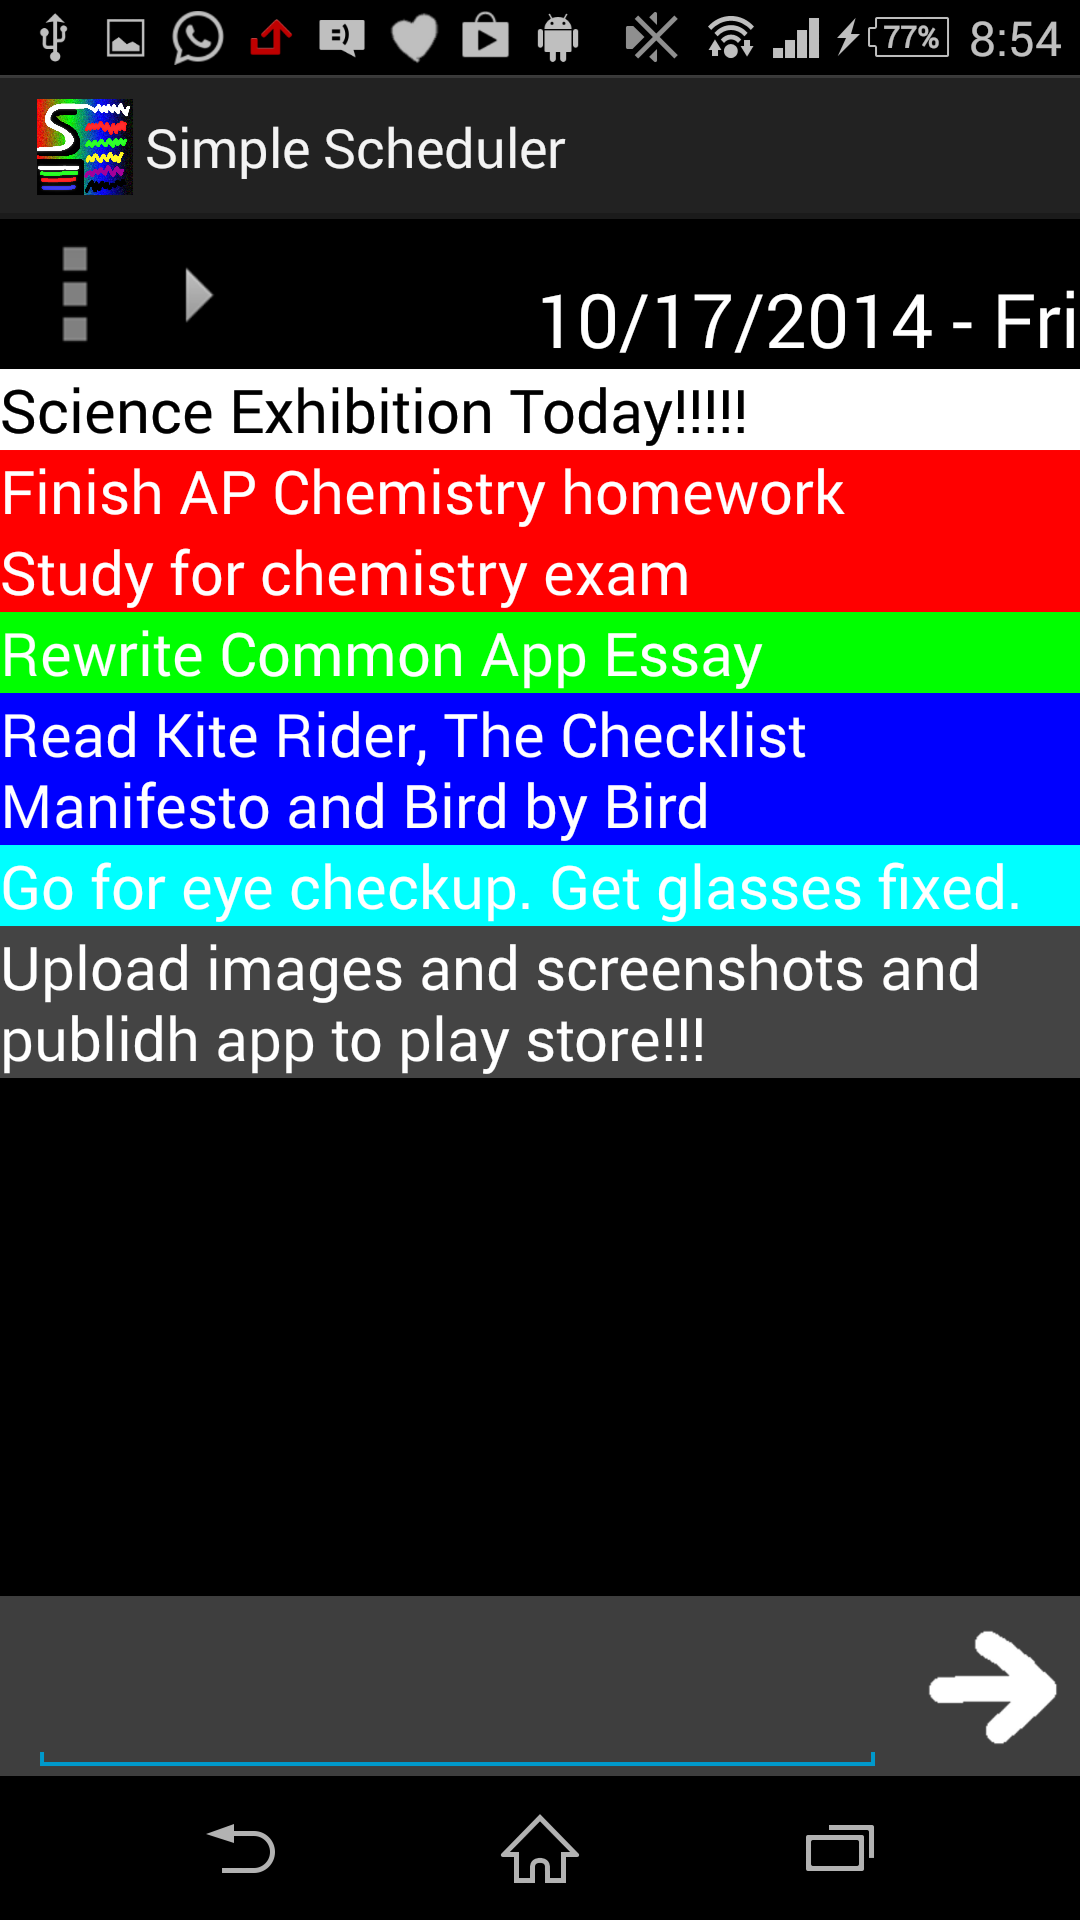 77% 8:54
Simple Scheduler
10/17/2014 - Fri
Science Exhibition Today!!!!!
Finish AP Chemistry homework
Study for chemistry exam
Rewrite Common App Essay
Read Kite Rider, The Checklist
Manifesto and Bird by Bird
Go for eye checkup. Get glasses fixed.
Upload images and screenshots and
publidh app to play store!!!